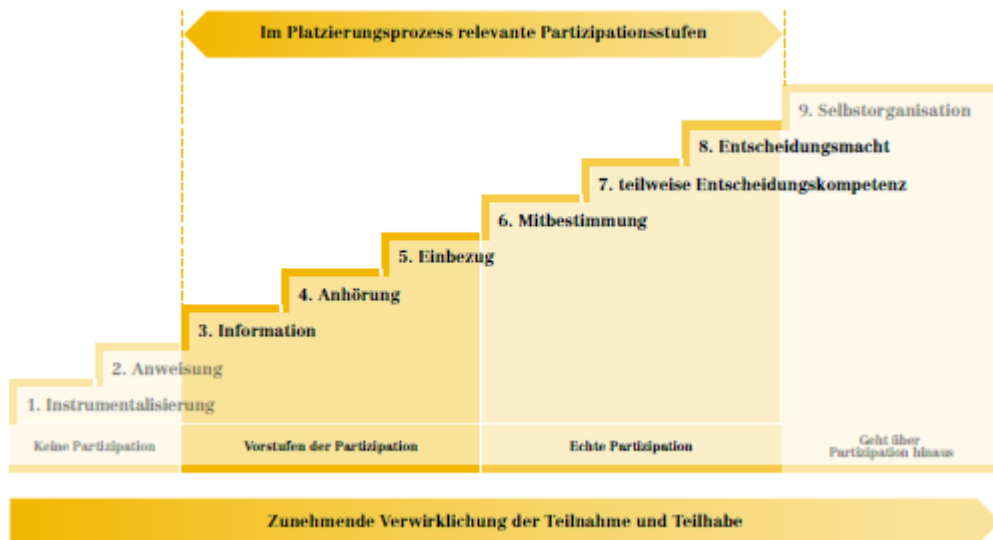 Im Platzierungsprozess relevante Partizipationsstufen
9. Selbstorganisation
8. Entscheidungsmacht
7. teilweise Entscheidungskompetenz
6. Mitbestimmung
5. Einbezug
4. Anhörung
3. Information
2. Anweisung
1. Instrumentalisierung
Keine Partizipation
Vorstufen der Partizipation
Echte Partizipation
Geht über
Partizipation hinaus
Zunehmende Verwirklichung der Teilnahme und Teilhabe